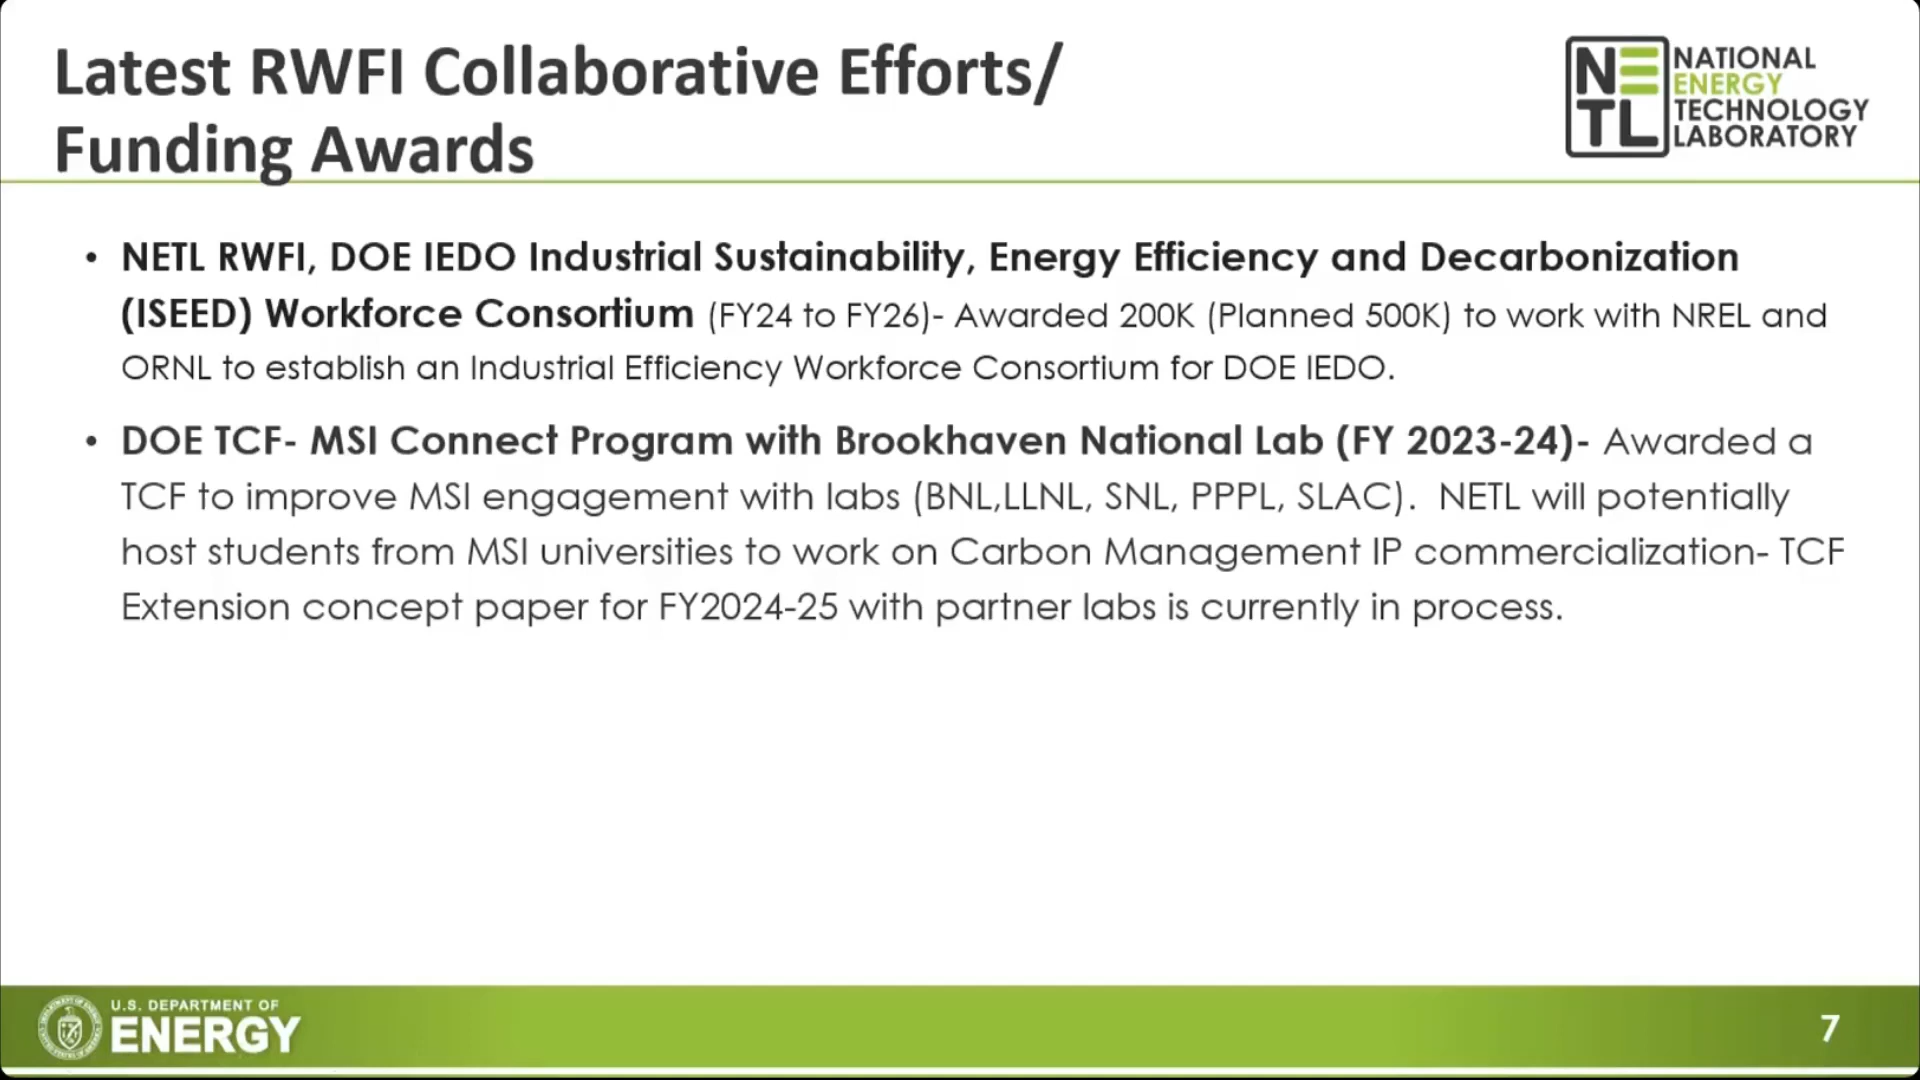 Latest RWFI Collaborative Efforts/
Funding Awards
NETL
NATIONAL
ENERGY
TECHNOLOGY
LABORATORY
• NETL RWFI, DOE IEDO Industrial Sustainability, Energy Efficiency and Decarbonization
(ISEED) Workforce Consortium (FY24 to FY26)- Awarded 200K (Planned 500K) to work with NREL and
ORNL to establish an Industrial Efficiency Workforce Consortium for DOE IEDO.
• DOE TCF- MSI Connect Program with Brookhaven National Lab (FY 2023-24)- Awarded a
TCF to improve MSI engagement with labs (BNL,LLNL, SNL, PPPL, SLAC).  NETL will potentially
host students from MSI universities to work on Carbon Management IP commercialization- TCF
Extension concept paper for FY2024-25 with partner labs is currently in process.
U.S. DEPARTMENT OF
ENERGY
7